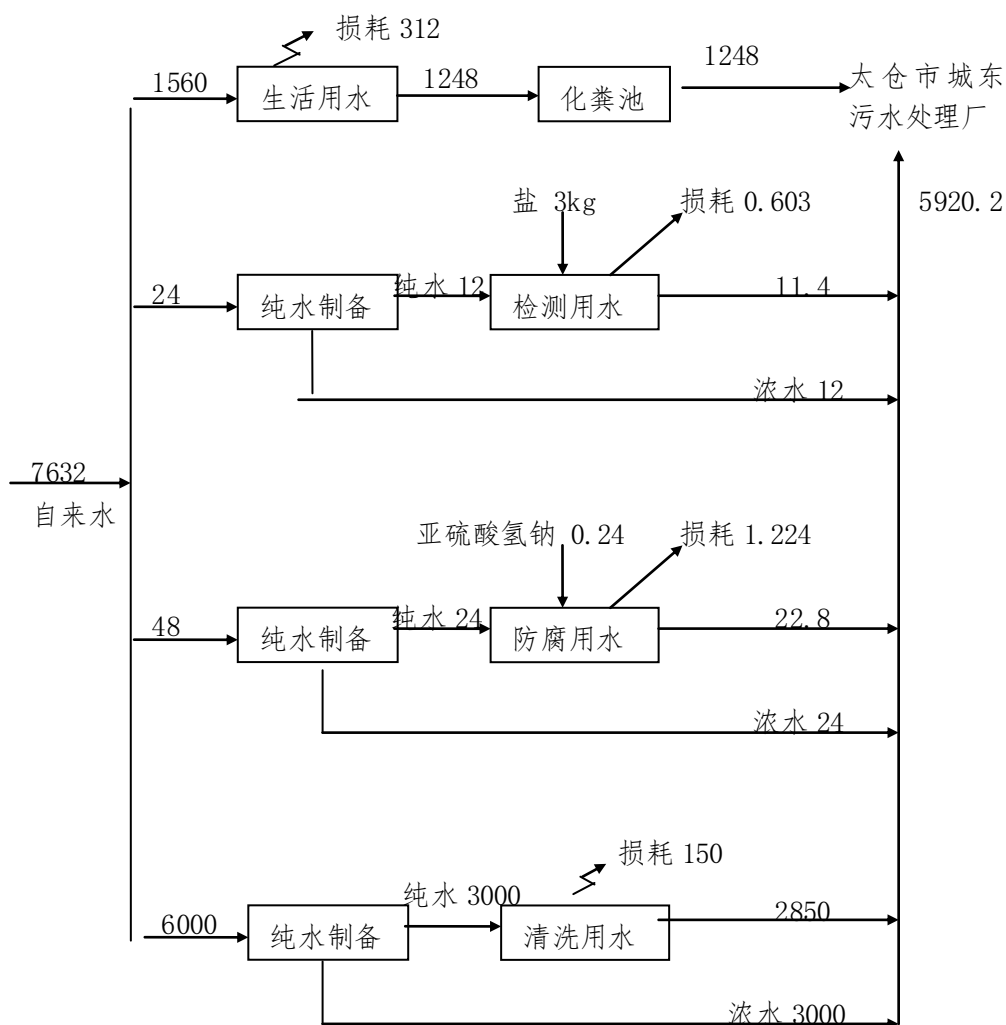 损耗 312
1560
生活用水
1248
化粪池
1248
太仓市城东
污水处理厂
5920.2
盐 3kg
损耗 0.603
24
纯水制备
纯水 12
检测用水
11.4
浓水 12
7632
自来水
亚硫酸氢钠 0.24
损耗 1.224
48
纯水制备
纯水 24
防腐用水
22.8
浓水 24
损耗 150
6000
纯水制备
纯水 3000
清洗用水
2850
浓水 3000